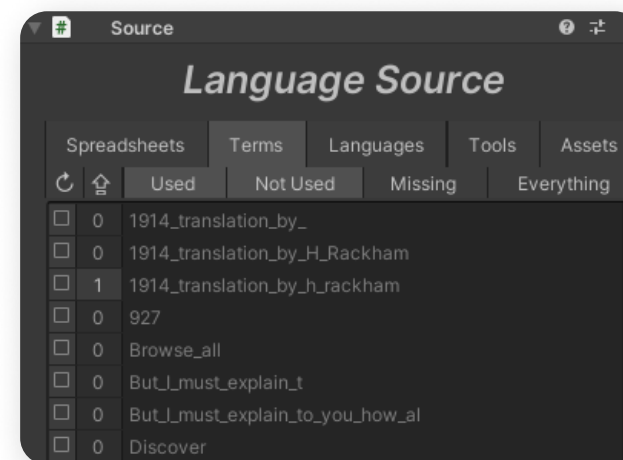 # Source
Language Source
Spreadsheets Terms Languages Tools Assets
Used Not Used Missing Everything
0 1914_translation_by_
0 1914_translation_by_H_Rackham
1 1914_translation_by_h_rackham
0 927
0 Browse_all
0 But_I_must_explain_t
0 But_I_must_explain_to_you_how_al
0 Discover